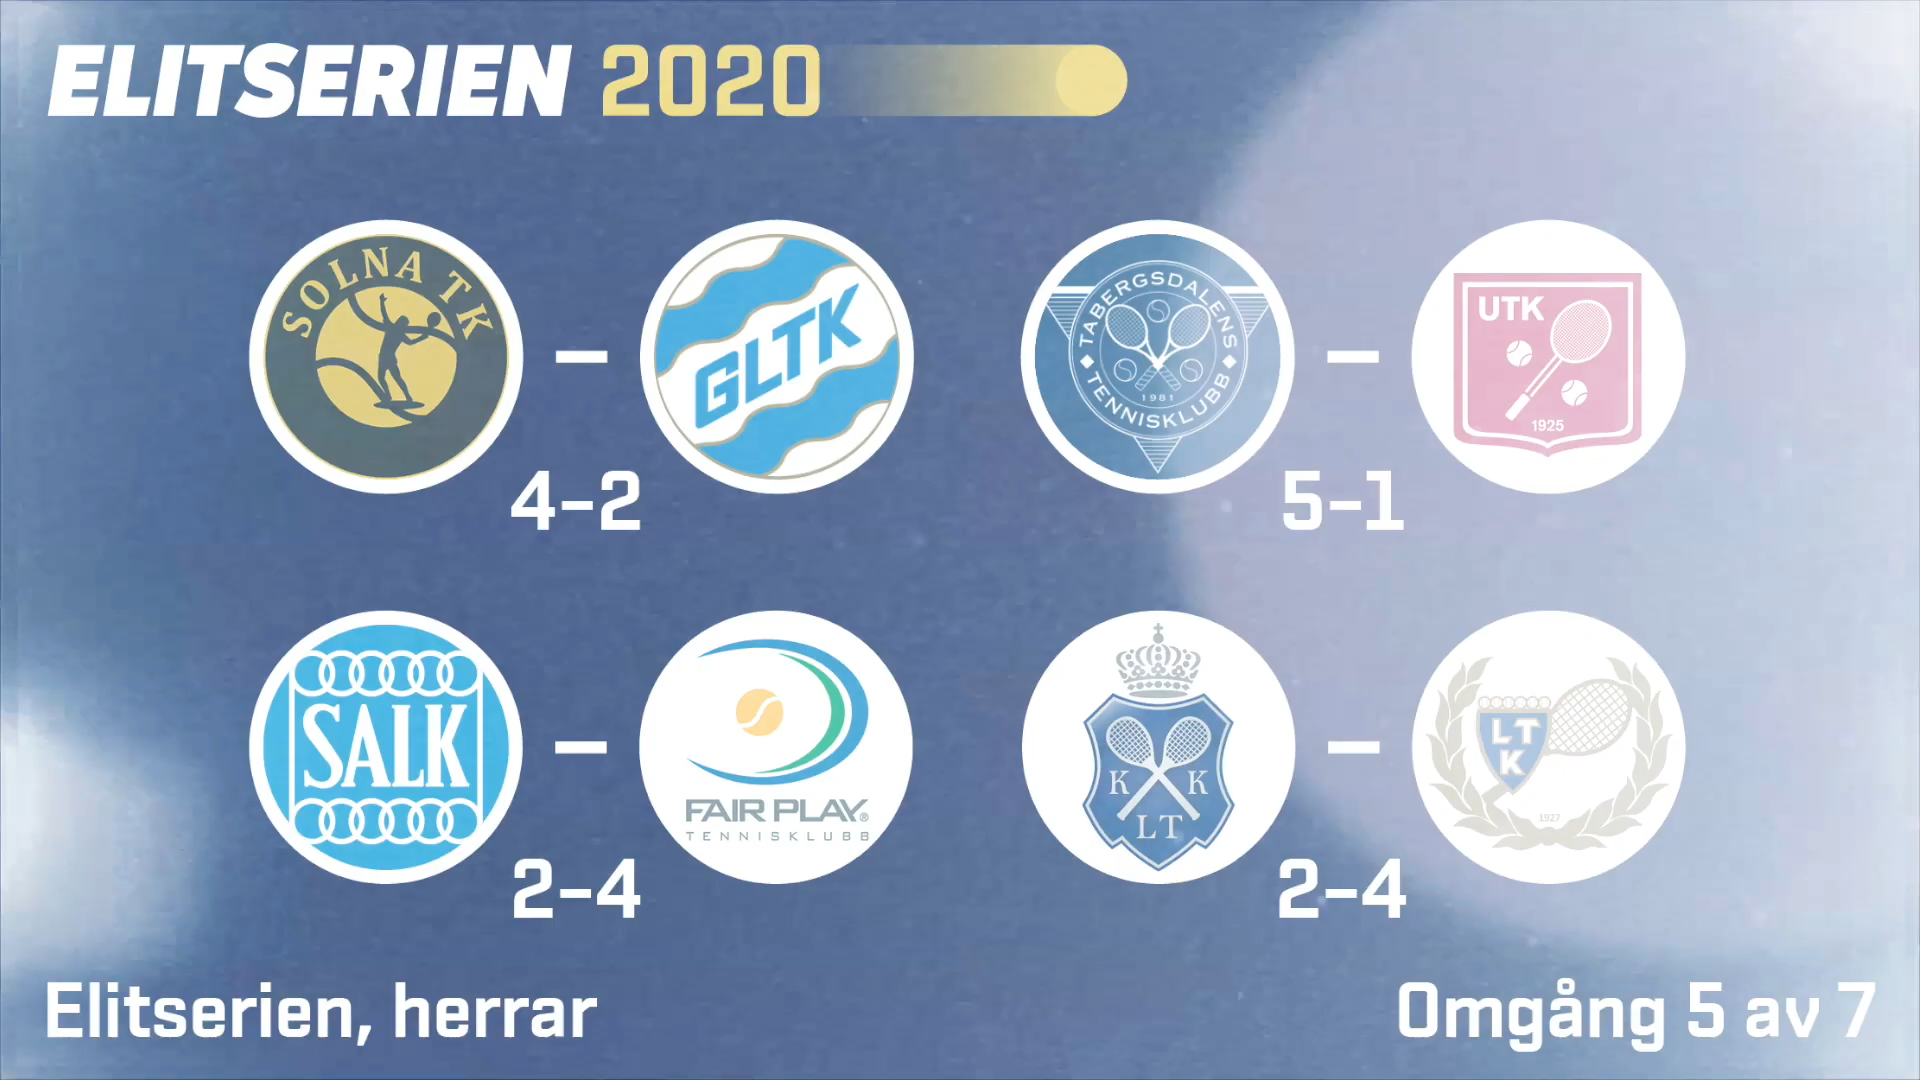 ELITSERIEN 2020
SOLNA TK
GLTK
TABERGSDALENS
TENNISKLUBB
1981
UTK
1925
4-2
5-1
SALK
FAIR PLAY®
TENNISKLUBB
K K
LT
LT
K
1927
2-4
2-4
Elitserien, herrar
Omgång 5 av 7